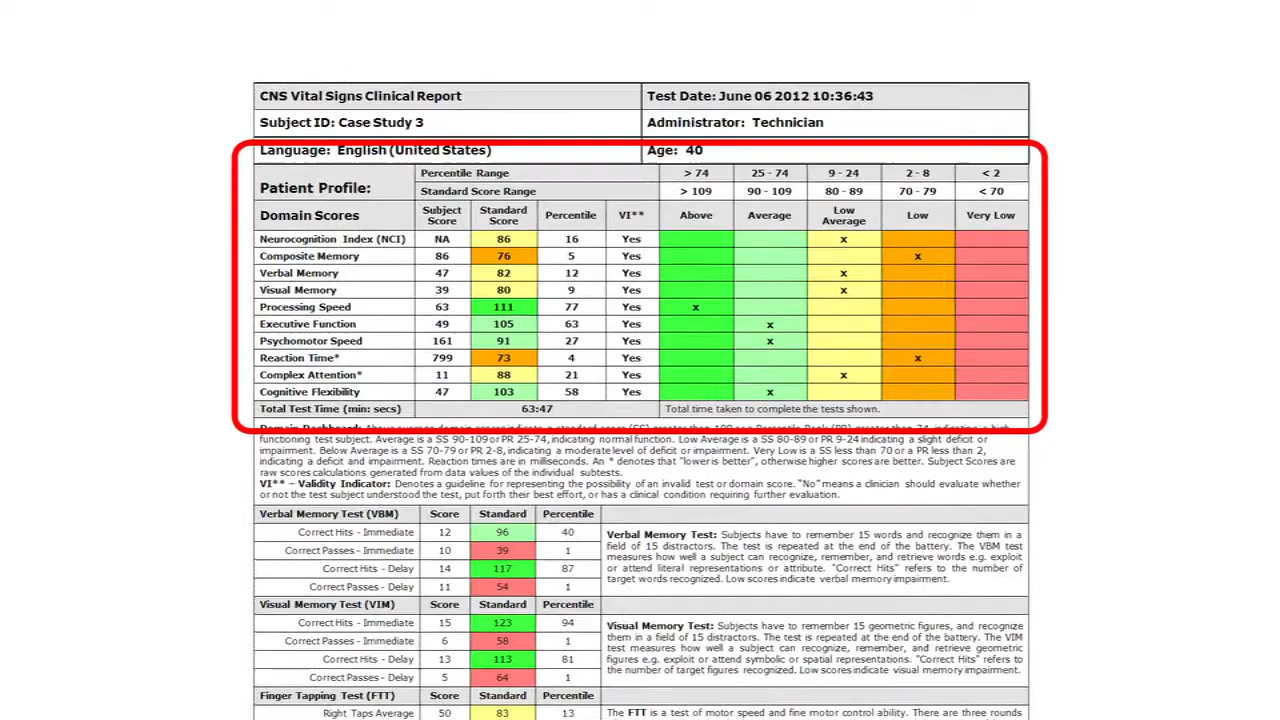 CNS Vital Signs Clinical Report Test Date: June 06 2012 10:36:43
Subject ID: Case Study 3 Administrator: Technician
Language: English (United States) Age: 40
Patient Profile: Percentile Range > 74 25 - 74 9 - 24 2 - 8 < 2
Standard Score Range > 109 90 - 109 80 - 89 70 - 79 < 70
Domain Scores Subject Score Standard Score Percentile VI** Above Average Low Average Low Very Low
Neurocognition Index (NCI) NA 86 16 Yes x
Composite Memory 86 76 5 Yes x
Verbal Memory 47 82 12 Yes x
Visual Memory 39 80 9 Yes x
Processing Speed 63 111 77 Yes x
Executive Function 49 105 63 Yes x
Psychomotor Speed 161 91 27 Yes x
Reaction Time* 799 73 4 Yes x
Complex Attention* 11 88 21 Yes x
Cognitive Flexibility 47 103 58 Yes x
Total Test Time (min: secs) 63:47 Total time taken to complete the tests shown.
functioning test subject. Average is a SS 90-109 or PR 25-74, indicating normal function. Low Average is a SS 80-89 or PR 9-24 indicating a slight deficit or
impairment. Below Average is a SS 70-79 or PR 2-8, indicating a moderate level of deficit or impairment. Very Low is a SS less than 70 or a PR less than 2,
indicating a deficit and impairment. Reaction times are in milliseconds. An * denotes that "lower is better", otherwise higher scores are better. Subject Scores are
raw score calculations generated from data values of the individual subtests.
VI** – Validity Indicator: Denotes a guideline for representing the possibility of an invalid test or domain score. "No" means a clinician should evaluate whether
or not the test subject understood the test, put forth their best effort, or has a clinical condition requiring further evaluation.
Verbal Memory Test (VBM) Score Standard Percentile
Correct Hits - Immediate 12 96 40
Correct Passes - Immediate 10 39 1
Correct Hits - Delay 14 117 87
Correct Passes - Delay 11 54 1
Verbal Memory Test: Subjects have to remember 15 words and recognize them in a
field of 15 distractors. The test is repeated at the end of the battery. The VBM test
measures how well a subject can recognize, remember, and retrieve words e.g. exploit
or attend literal representations or attribute. "Correct Hits" refers to the number of
target words recognized. Low scores indicate verbal memory impairment.
Visual Memory Test (VIM) Score Standard Percentile
Correct Hits - Immediate 15 123 94
Correct Passes - Immediate 6 58 1
Correct Hits - Delay 13 113 81
Correct Passes - Delay 5 64 1
Visual Memory Test: Subjects have to remember 15 geometric figures, and recognize
them in a field of 15 distractors. The test is repeated at the end of the battery. The VIM
test measures how well a subject can recognize, remember, and retrieve geometric
figures e.g. exploit or attend symbolic or spatial representations. "Correct Hits" refers to
the number of target figures recognized. Low scores indicate visual memory impairment.
Finger Tapping Test (FTT) Score Standard Percentile
Right Taps Average 50 83 13
The FTT is a test of motor speed and fine motor control ability. There are three rounds